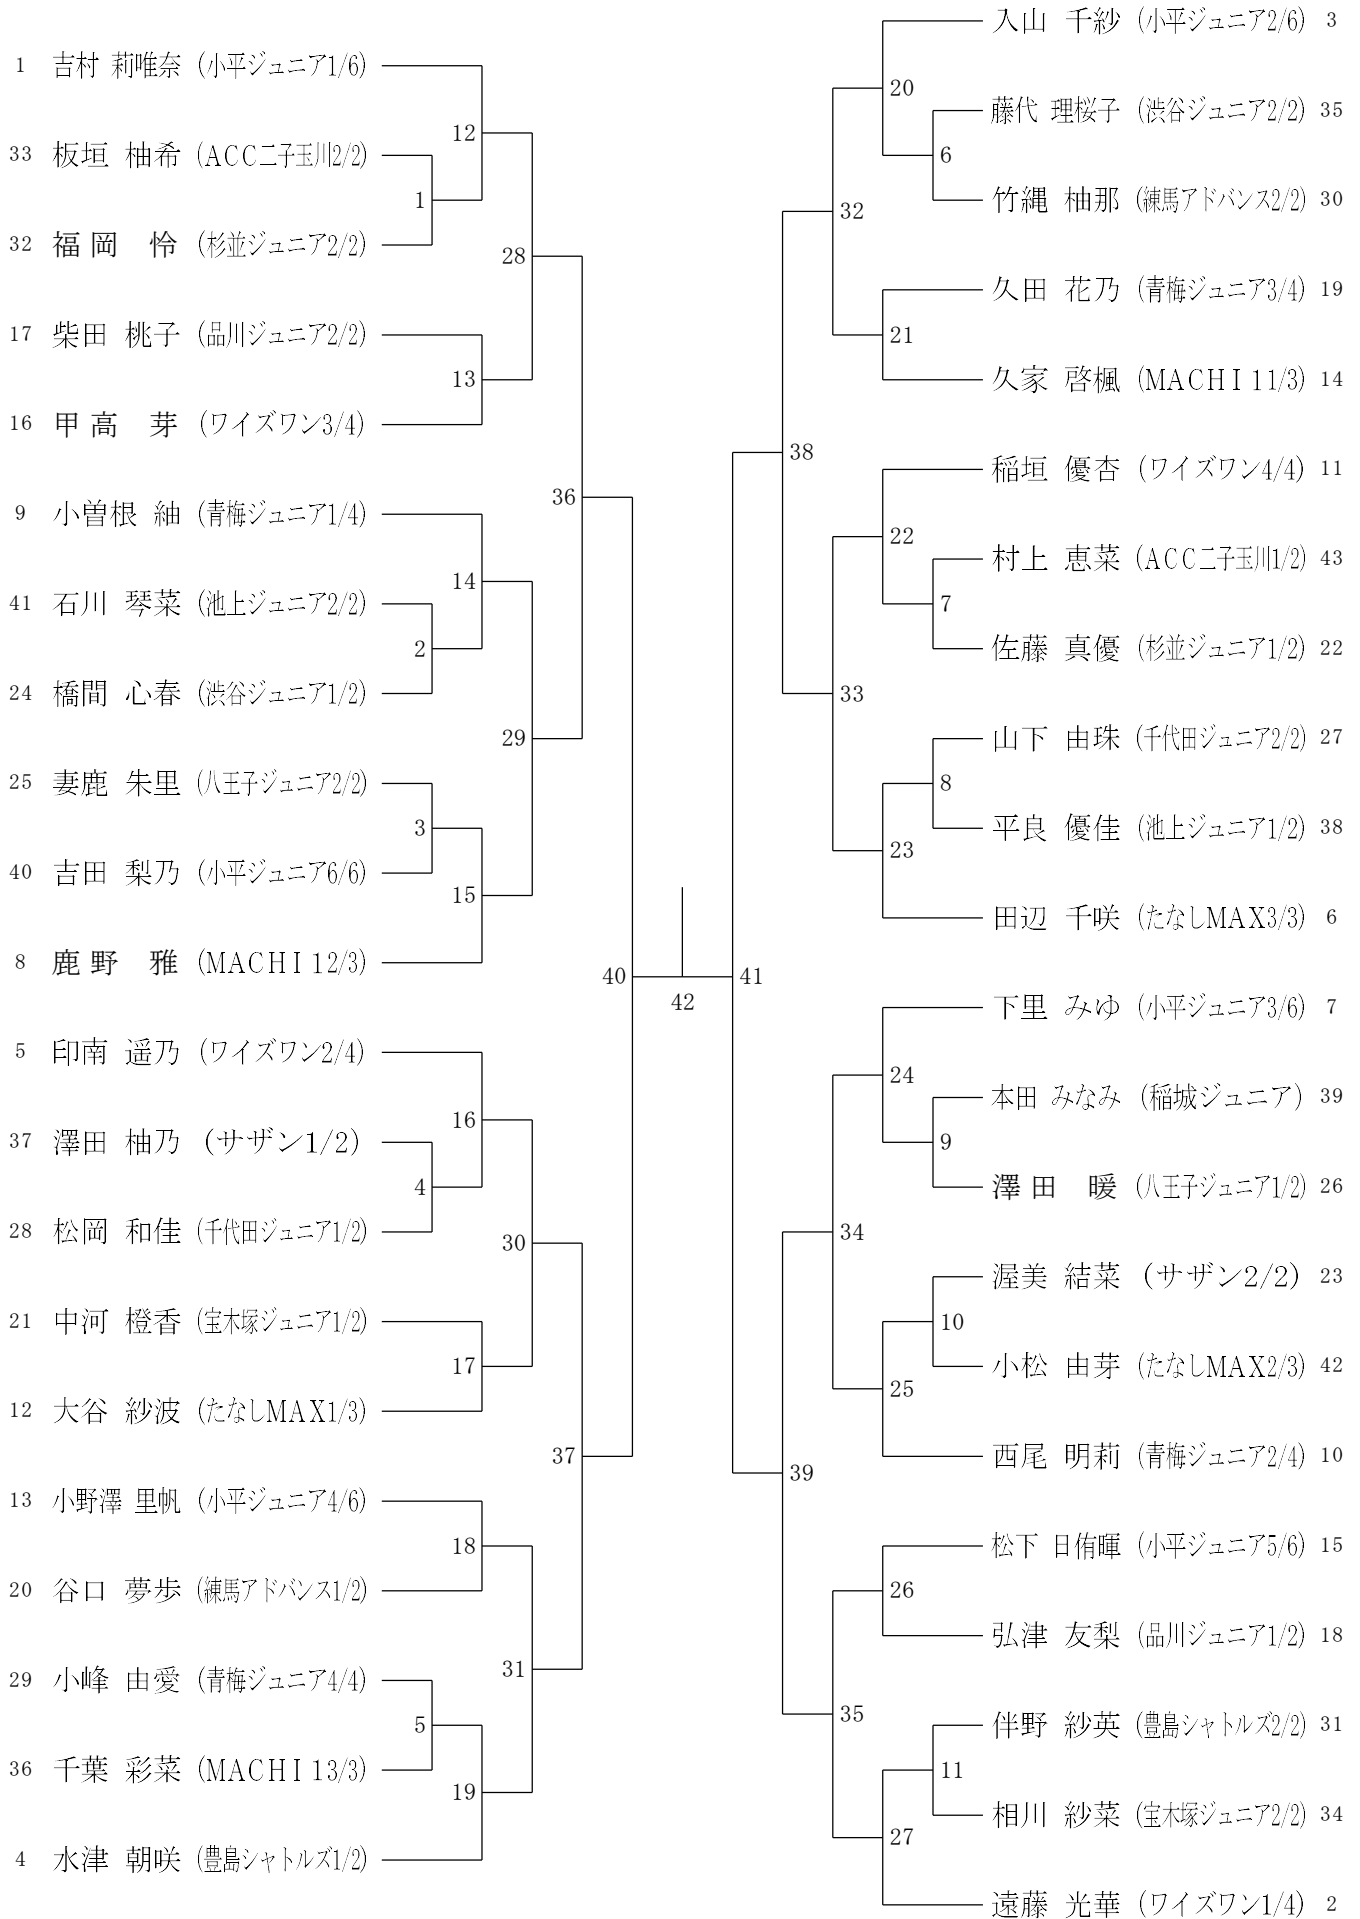 1 吉村 莉唯奈 (小平ジュニア1/6)
33 板垣 柚希 (ACC二子玉川2/2)
32 福岡 怜 (杉並ジュニア2/2)
17 柴田 桃子 (品川ジュニア2/2)
16 甲高 芽 (ワイズワン3/4)
9 小曽根 紬 (青梅ジュニア1/4)
41 石川 琴菜 (池上ジュニア2/2)
24 橋間 心春 (渋谷ジュニア1/2)
25 妻鹿 朱里 (八王子ジュニア2/2)
40 吉田 梨乃 (小平ジュニア6/6)
8 鹿野 雅 (MACHI12/3)
5 印南 遥乃 (ワイズワン2/4)
37 澤田 柚乃 (サザン1/2)
28 松岡 和佳 (千代田ジュニア1/2)
21 中河 橙香 (宝木塚ジュニア1/2)
12 大谷 紗波 (たなしMAX1/3)
13 小野澤 里帆 (小平ジュニア4/6)
20 谷口 夢歩 (練馬アドバンス1/2)
29 小峰 由愛 (青梅ジュニア4/4)
36 千葉 彩菜 (MACHI13/3)
4 水津 朝咲 (豊島シャトルズ1/2)
1
2
3
4
5
12
13
14
15
16
17
18
19
28
29
30
31
36
37
40
42
41
38
39
32
33
34
35
20
21
22
23
24
25
26
27
6
7
8
9
10
11
入山 千紗 (小平ジュニア2/6) 3
藤代 理桜子 (渋谷ジュニア2/2) 35
竹縄 柚那 (練馬アドバンス2/2) 30
久田 花乃 (青梅ジュニア3/4) 19
久家 啓楓 (MACHI11/3) 14
稲垣 優杏 (ワイズワン4/4) 11
村上 恵菜 (ACC二子玉川1/2) 43
佐藤 真優 (杉並ジュニア1/2) 22
山下 由珠 (千代田ジュニア2/2) 27
平良 優佳 (池上ジュニア1/2) 38
田辺 千咲 (たなしMAX3/3) 6
下里 みゆ (小平ジュニア3/6) 7
本田 みなみ (稲城ジュニア) 39
澤田 暖 (八王子ジュニア1/2) 26
渥美 結菜 (サザン2/2) 23
小松 由芽 (たなしMAX2/3) 42
西尾 明莉 (青梅ジュニア2/4) 10
松下 日侑暉 (小平ジュニア5/6) 15
弘津 友梨 (品川ジュニア1/2) 18
伴野 紗英 (豊島シャトルズ2/2) 31
相川 紗菜 (宝木塚ジュニア2/2) 34
遠藤 光華 (ワイズワン1/4) 2